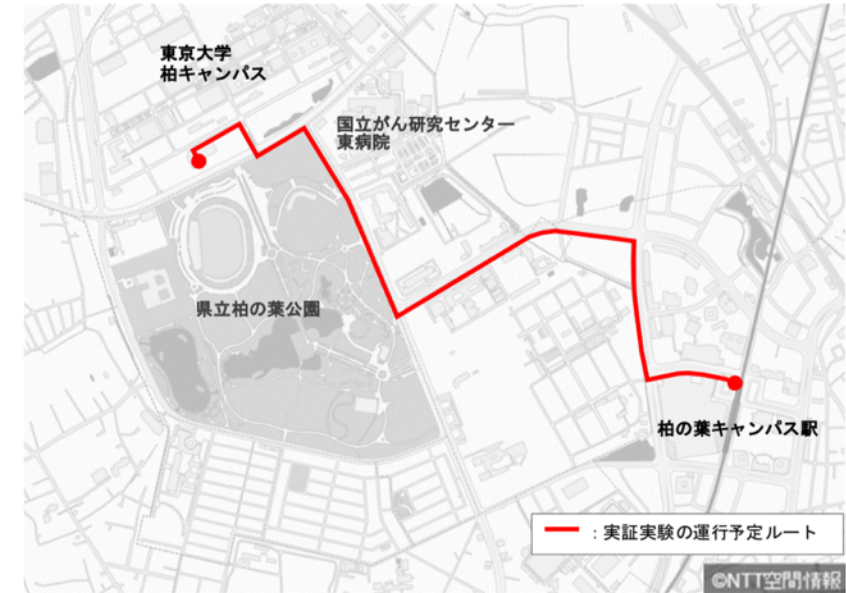 東京大学
柏キャンパス
国立がん研究センター
東病院
県立柏の葉公園
柏の葉キャンパス駅
：実証実験の運行予定ルート
©NTT空間情報